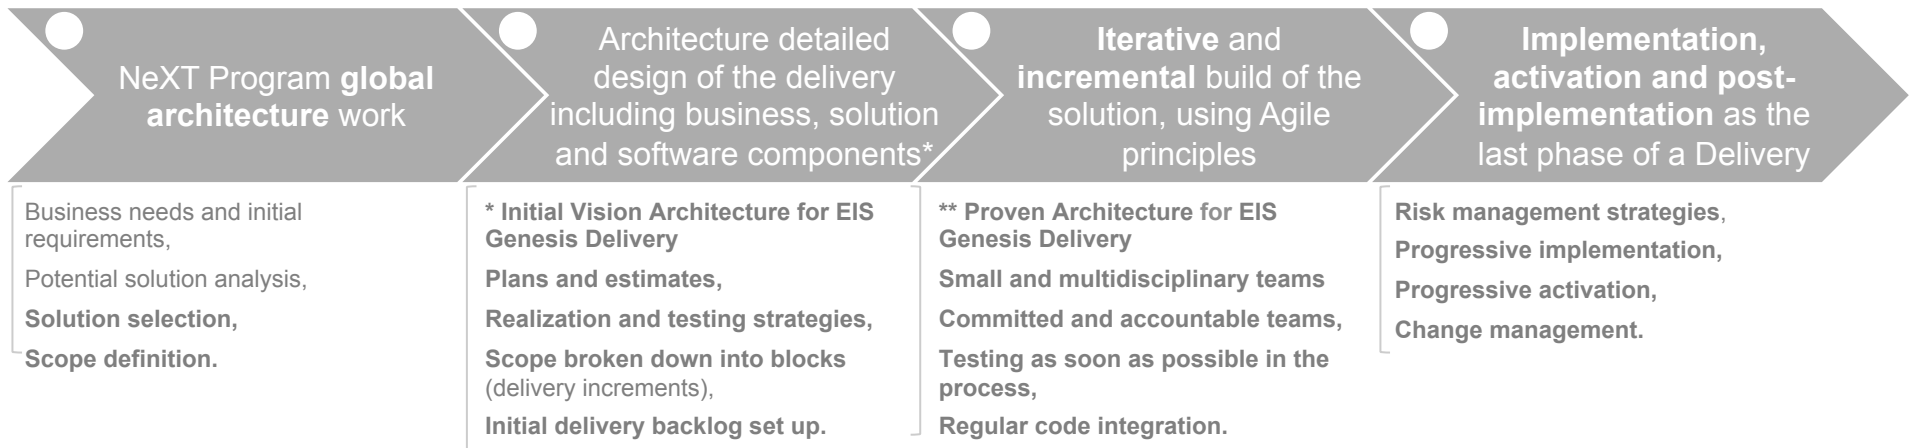 NeXT Program global
architecture work
Architecture detailed
design of the delivery
including business, solution
and software components*
Iterative and
incremental build of the
solution, using Agile
principles
Implementation,
activation and post-
implementation as the
last phase of a Delivery
Business needs and initial
requirements,
Potential solution analysis,
Solution selection,
Scope definition.
* Initial Vision Architecture for EIS
Genesis Delivery
Plans and estimates,
Realization and testing strategies,
Scope broken down into blocks
(delivery increments),
Initial delivery backlog set up.
** Proven Architecture for EIS
Genesis Delivery
Small and multidisciplinary teams
Committed and accountable teams,
Testing as soon as possible in the
process,
Regular code integration.
Risk management strategies,
Progressive implementation,
Progressive activation,
Change management.